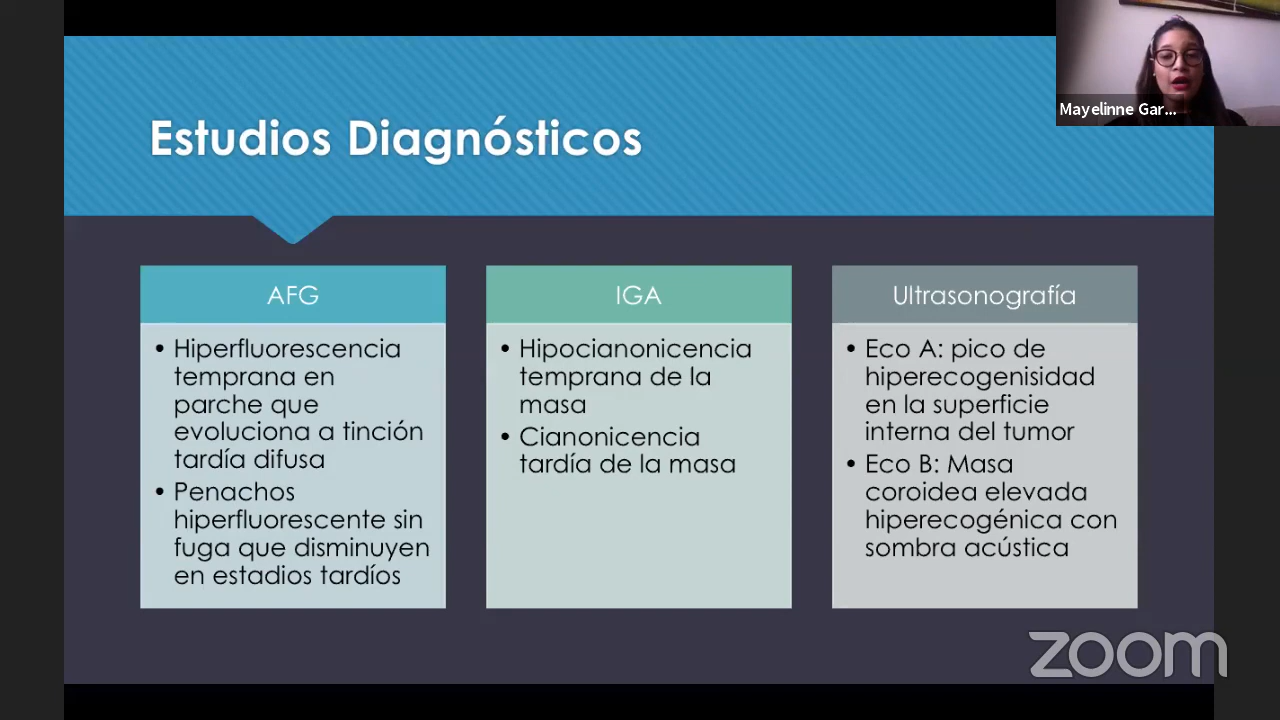 Mayelinne Gar...
Estudios Diagnósticos
AFG
• Hiperfluorescencia
temprana en
parche que
evoluciona a tinción
tardía difusa
• Penachos
hiperfluorescente sin
fuga que disminuyen
en estadios tardíos
IGA
• Hipocianonicencia
temprana de la
masa
• Cianonicencia
tardía de la masa
Ultrasonografía
• Eco A: pico de
hiperecogenisidad
en la superficie
interna del tumor
• Eco B: Masa
coroidea elevada
hiperecogénica con
sombra acústica
zoom